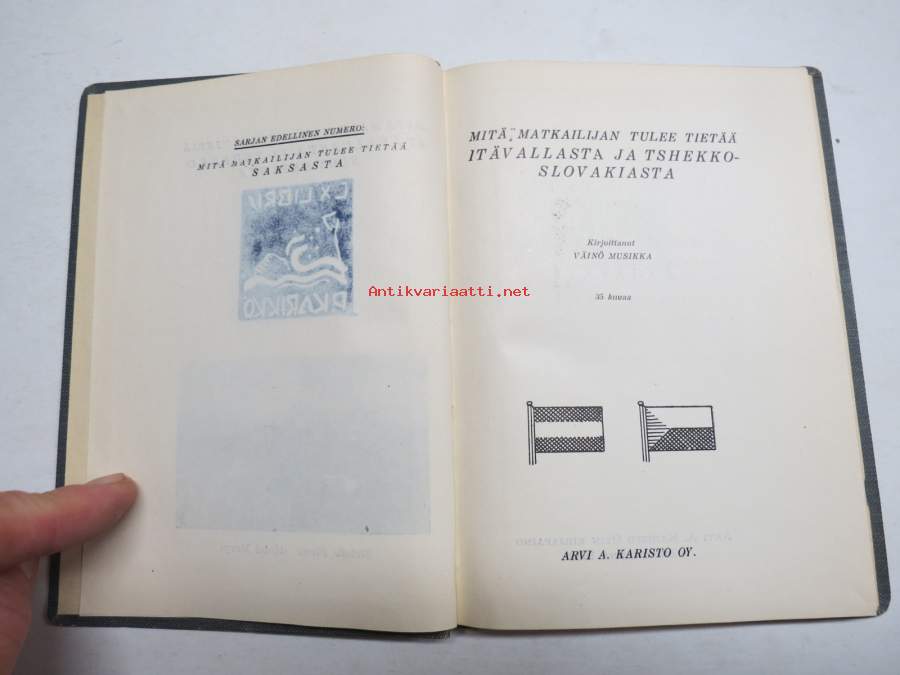 SARJAN EDELLINEN NUMERO:
MITÄ MATKAILIJAN TULEE TIETÄÄ
SAKSASTA
EX LIBRIS
P. KARIKKO
Antikvariaatti.net
MITÄ MATKAILIJAN TULEE TIETÄÄ
ITÄVALLASTA JA TSHEKKO-
SLOVAKIASTA
Kirjoittanut
VÄINÖ MUSIKKA
35 kuvaa
ARVI A. KARISTO OY.